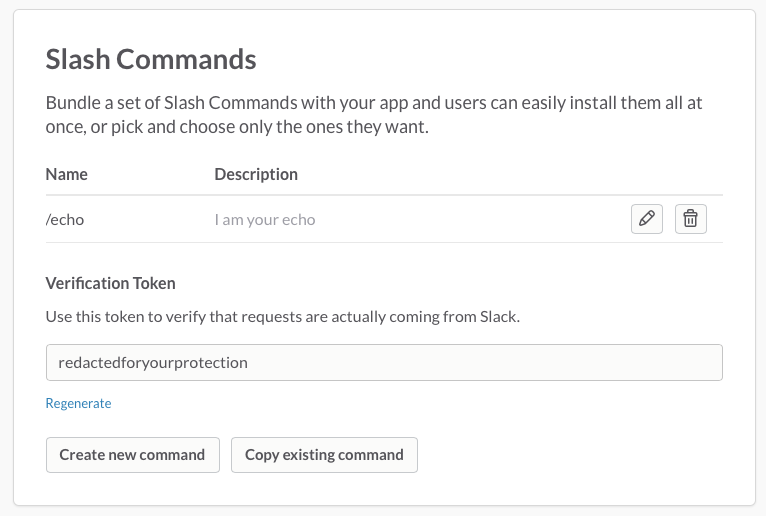 Slash Commands
Bundle a set of Slash Commands with your app and users can easily install them all at
once, or pick and choose only the ones they want.
Name Description
/echo I am your echo
Verification Token
Use this token to verify that requests are actually coming from Slack.
redactedforyourprotection
Regenerate
Create new command Copy existing command